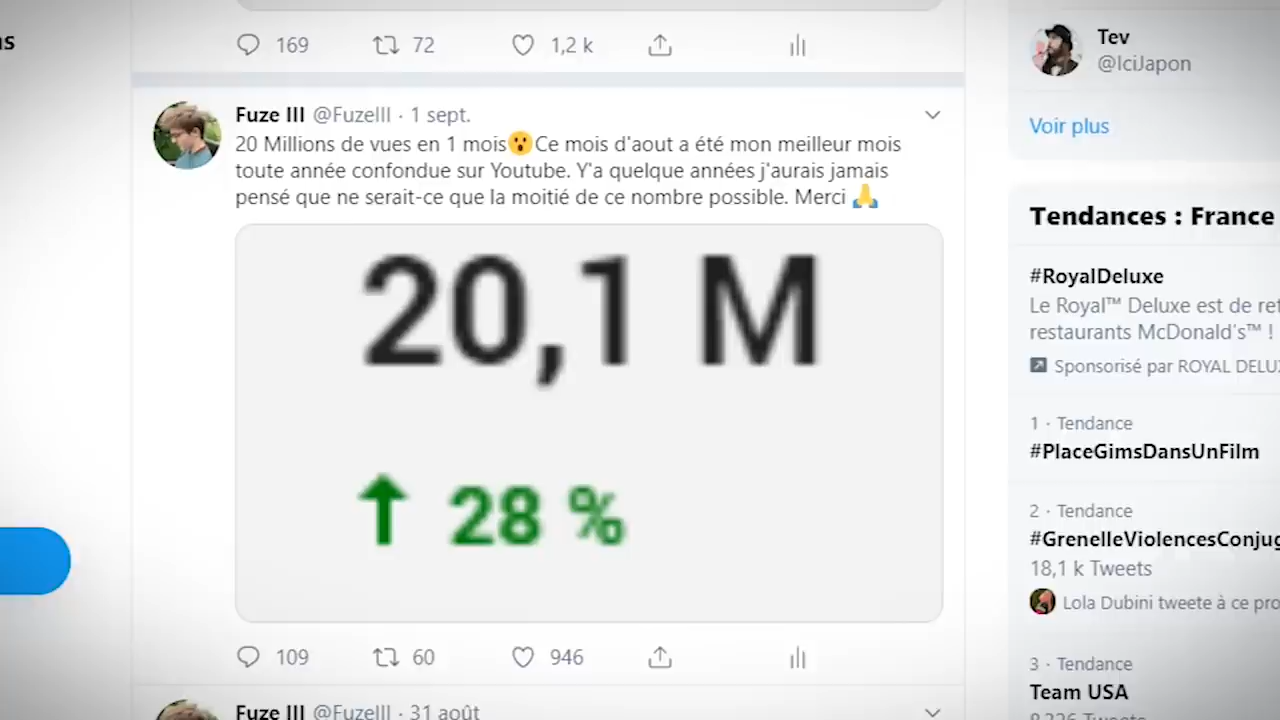 169 72 1,2 k
Fuze III @FuzeIII · 1 sept.
20 Millions de vues en 1 mois😮Ce mois d'aout a été mon meilleur mois
toute année confondue sur Youtube. Y'a quelque années j'aurais jamais
pensé que ne serait-ce que la moitié de ce nombre possible. Merci 🙏
20,1 M
↑ 28 %
109 60 946
Fuze III @FuzeIII · 31 août
Tev
@IciJapon
Voir plus
Tendances : France
#RoyalDeluxe
Le Royal™ Deluxe est de
restaurants McDonald's™ !
Sponsorisé par ROYAL
1 · Tendance
#PlaceGimsDansUnFilm
2 · Tendance
#GrenelleViolencesConjug
18,1 k Tweets
Lola Dubini tweete à ce
3 · Tendance
Team USA